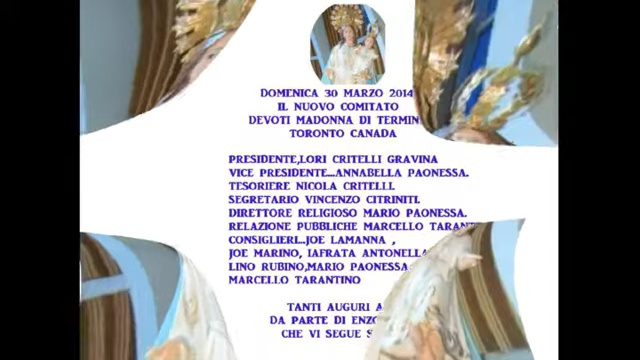 DOMENICA 30 MARZO 2014
IL NUOVO COMITATO
DEVOTI MADONNA DI TERMIN
TORONTO CANADA
PRESIDENTE,LORI CRITELLI GRAVINA
VICE PRESIDENTE...ANNABELLA PAONESSA.
TESORIERE NICOLA CRITELLI.
SEGRETARIO VINCENZO CITRINITI.
DIRETTORE RELIGIOSO MARIO PAONESSA.
RELAZIONE PUBBLICHE MARCELLO TARANT
CONSIGLIERI...JOE LAMANNA ,
JOE MARINO, IAFRATA ANTONELLA
LINO RUBINO,MARIO PAONESSA
MARCELLO TARANTINO
TANTI AUGURI A
DA PARTE DI ENZO
CHE VI SEGUE S